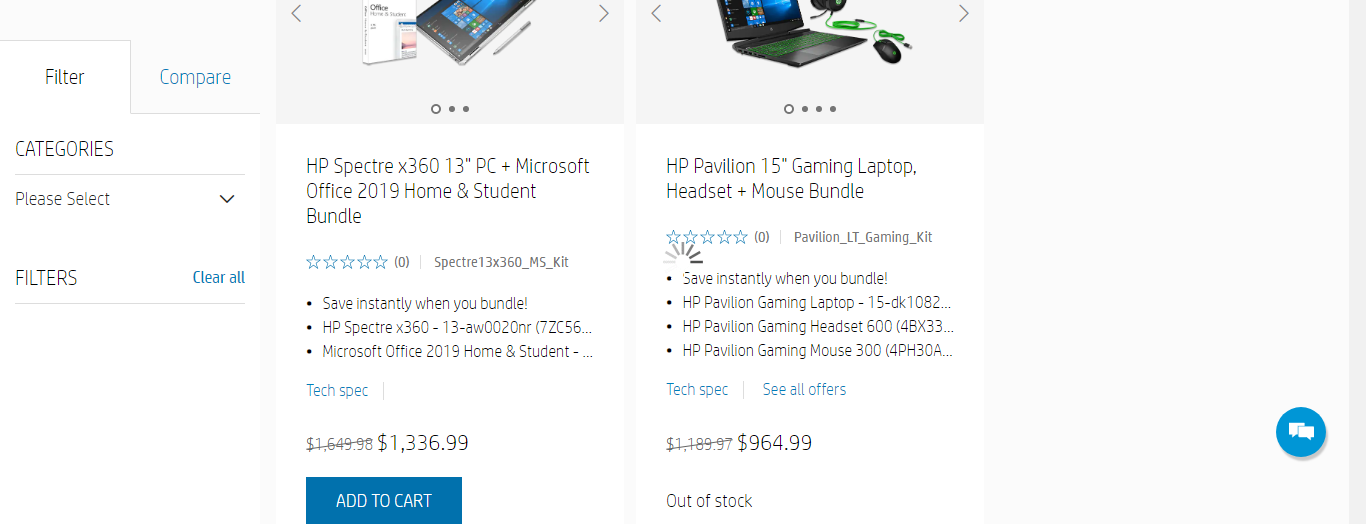 Office
Home & Student
Filter
Compare
CATEGORIES
Please Select
FILTERS
Clear all
HP Spectre x360 13" PC + Microsoft
Office 2019 Home & Student
Bundle
(0)
Spectre13x360_MS_Kit
• Save instantly when you bundle!
• HP Spectre x360 - 13-aw0020nr (7ZC56...
• Microsoft Office 2019 Home & Student - ...
Tech spec
$1,649.98 $1,336.99
ADD TO CART
HP Pavilion 15" Gaming Laptop,
Headset + Mouse Bundle
(0)
Pavilion_LT_Gaming_Kit
• Save instantly when you bundle!
• HP Pavilion Gaming Laptop - 15-dk1082...
• HP Pavilion Gaming Headset 600 (4BX33...
• HP Pavilion Gaming Mouse 300 (4PH30A...
Tech spec
See all offers
$1,189.97 $964.99
Out of stock